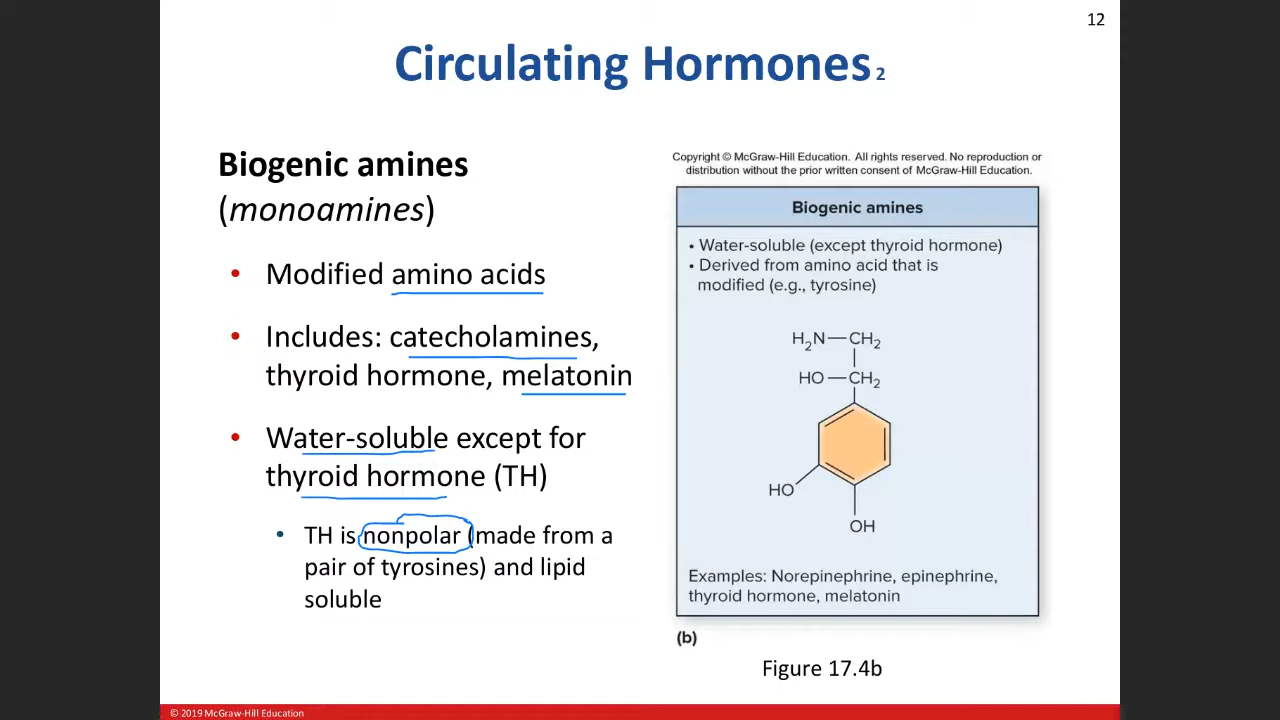 12
Circulating Hormones 2
Biogenic amines
(monoamines)
• Modified amino acids
• Includes: catecholamines,
thyroid hormone, melatonin
• Water-soluble except for
thyroid hormone (TH)
• TH is nonpolar (made from a
pair of tyrosines) and lipid
soluble
Copyright © McGraw-Hill Education. All rights reserved. No reproduction or
distribution without the prior written consent of McGraw-Hill Education.
Biogenic amines
• Water-soluble (except thyroid hormone)
• Derived from amino acid that is
modified (e.g., tyrosine)
H₂N—CH₂
HO—CH₂
HO
OH
Examples: Norepinephrine, epinephrine,
thyroid hormone, melatonin
(b)
Figure 17.4b
© 2019 McGraw-Hill Education